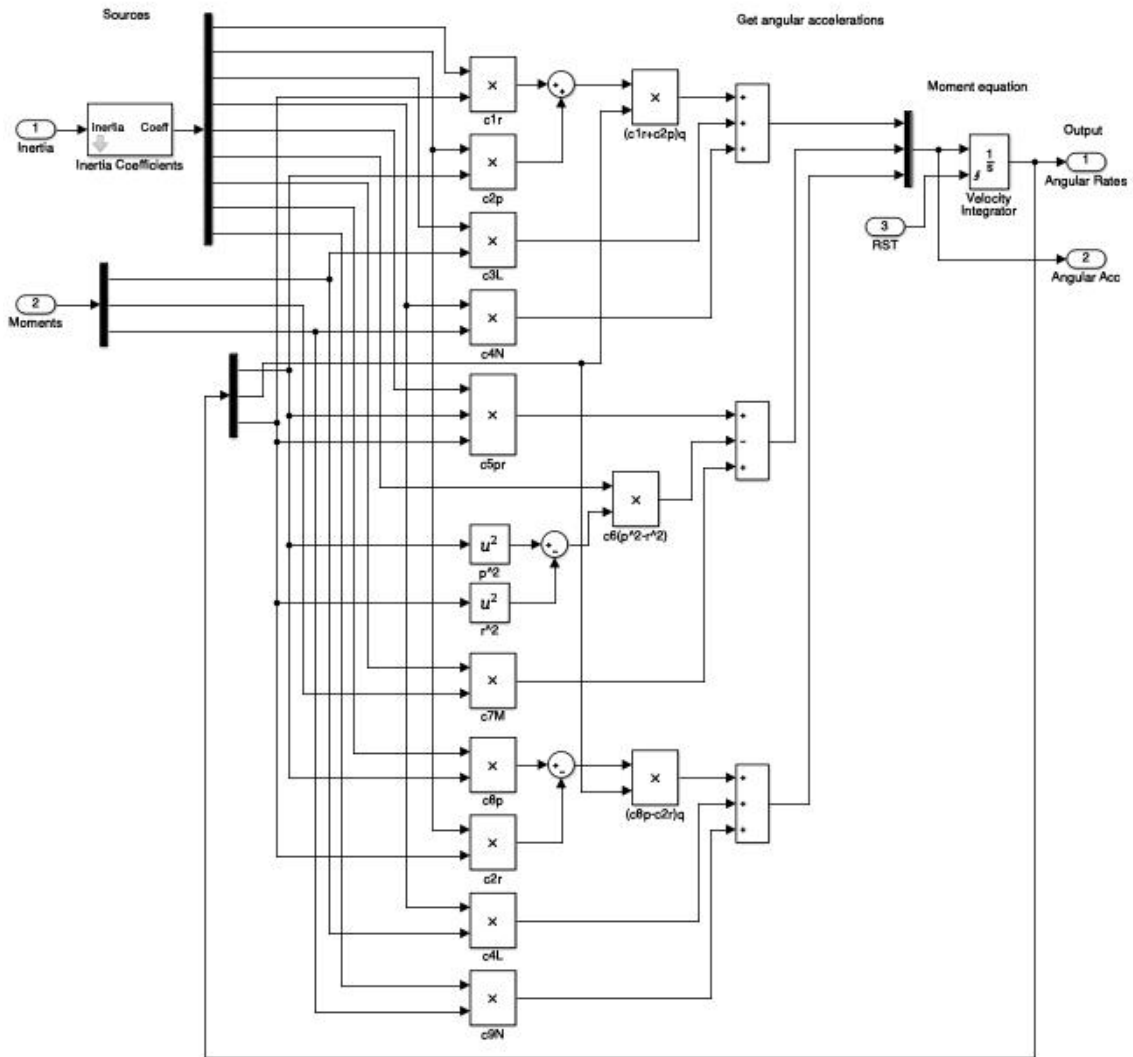 Sources
Get angular accelerations
× c1r
+ +
× (c1r+c2p)q
+
+
+
Moment equation
1 Inertia
Inertia Coeff
Inertia Coefficients
× c2p
1/s
Velocity
Integrator
Output
1
Angular Rates
3
RST
2
Angular Acc
× c3L
2
Moments
× c4N
× c5pr
+
−
+
× c6(p^2-r^2)
u²
p^2
+ −
u²
r^2
× c7M
× c8p
+ −
× (c8p-c2r)q
+
+
+
× c2r
× c4L
× c9N